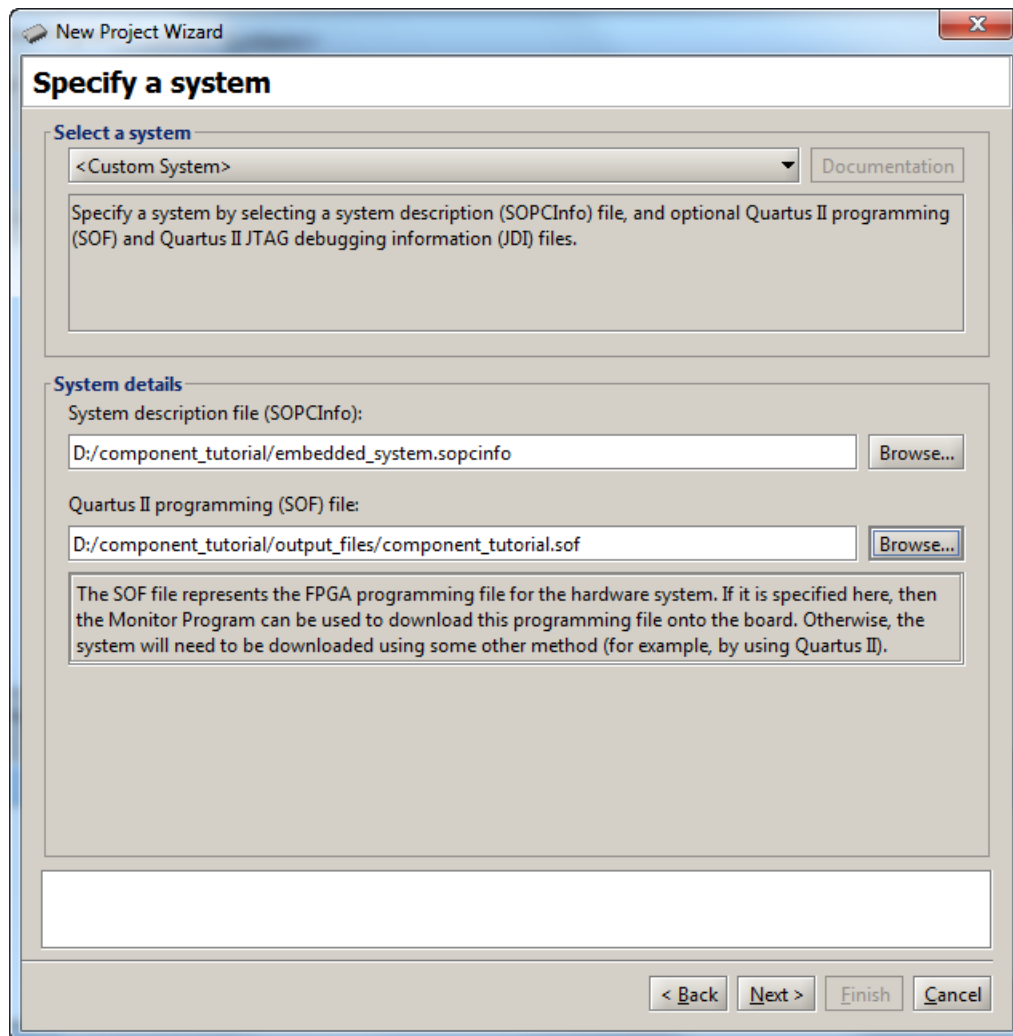 New Project Wizard
Specify a system
Select a system
<Custom System>
Documentation
Specify a system by selecting a system description (SOPCInfo) file, and optional Quartus II programming
(SOF) and Quartus II JTAG debugging information (JDI) files.
System details
System description file (SOPCInfo):
D:/component_tutorial/embedded_system.sopcinfo
Browse...
Quartus II programming (SOF) file:
D:/component_tutorial/output_files/component_tutorial.sof
Browse...
The SOF file represents the FPGA programming file for the hardware system. If it is specified here, then
the Monitor Program can be used to download this programming file onto the board. Otherwise, the
system will need to be downloaded using some other method (for example, by using Quartus II).
< Back
Next >
Finish
Cancel